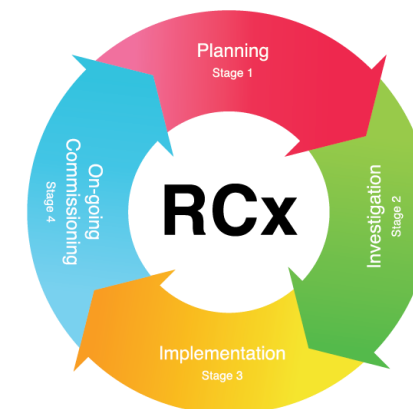 Planning
Stage 1
Investigation
Stage 2
Implementation
Stage 3
On-going
Commissioning
Stage 4
RCx